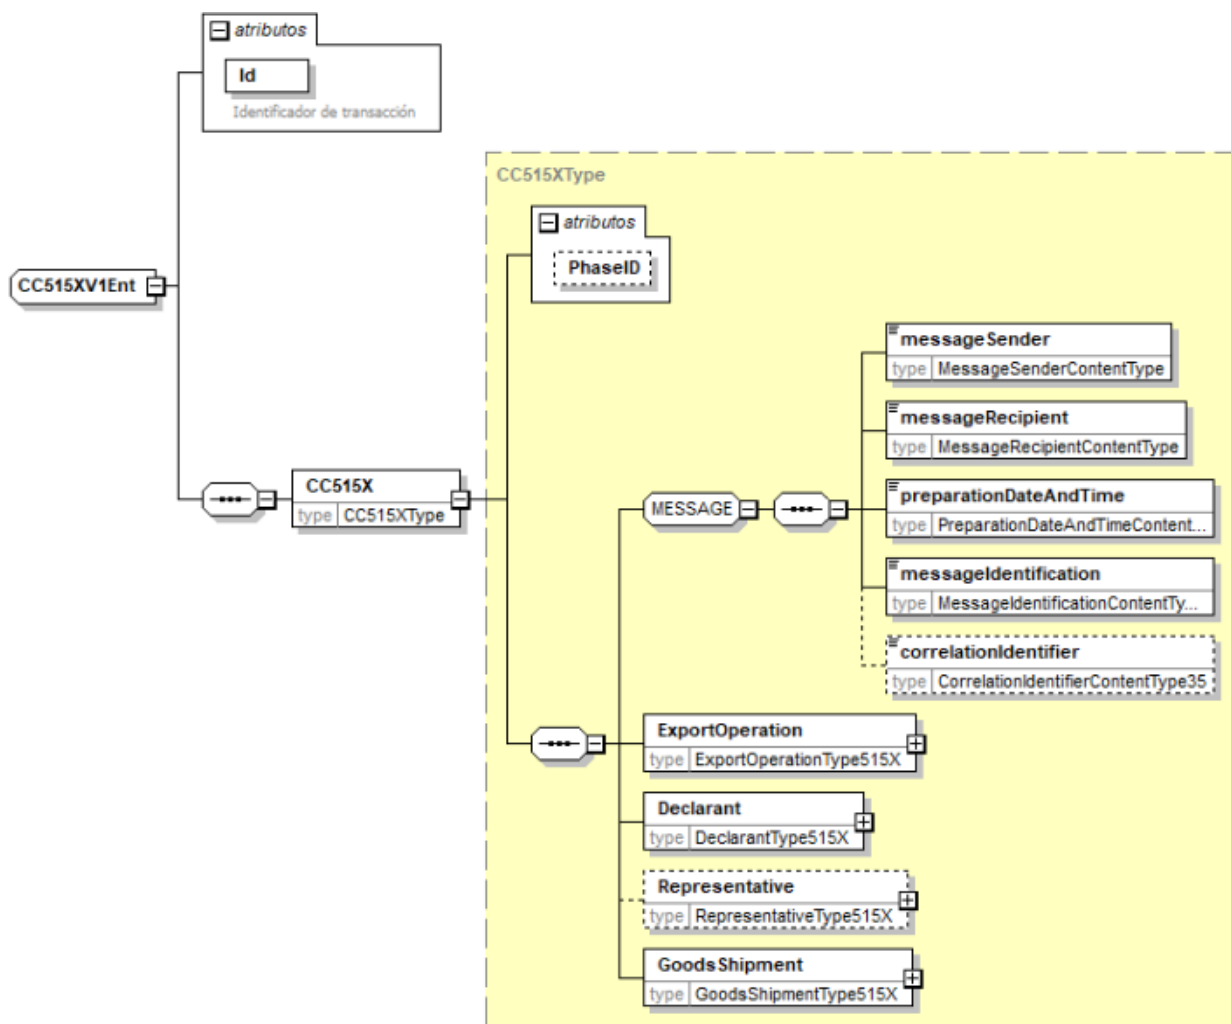 atributos
Id
Identificador de transacción
CC515XType
atributos
PhaseID
CC515XV1Ent
messageSender
type MessageSenderContentType
messageRecipient
type MessageRecipientContentType
CC515X
type CC515XType
MESSAGE
preparationDateAndTime
type PreparationDateAndTimeContent...
messageIdentification
type MessageIdentificationContentTy...
correlationIdentifier
type CorrelationIdentifierContentType35
ExportOperation
type ExportOperationType515X
Declarant
type DeclarantType515X
Representative
type RepresentativeType515X
GoodsShipment
type GoodsShipmentType515X